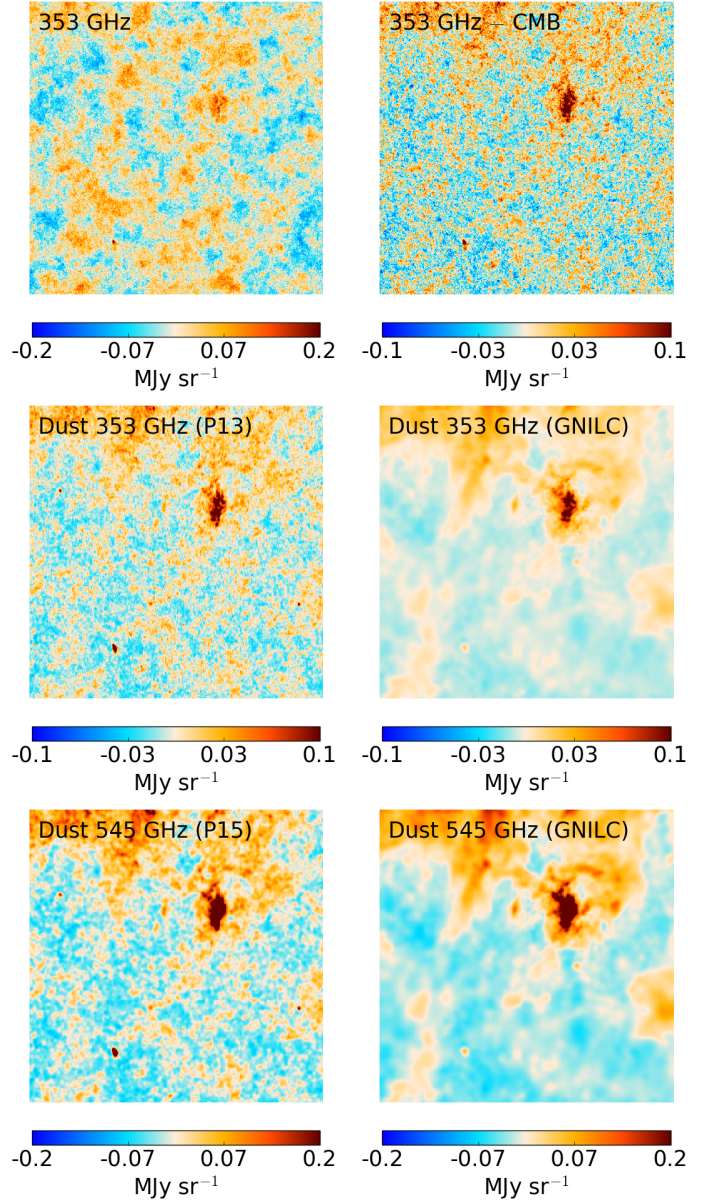 353 GHz
353 GHz − CMB
-0.2 -0.07 0.07 0.2
MJy sr⁻¹
-0.1 -0.03 0.03 0.1
MJy sr⁻¹
Dust 353 GHz (P13)
Dust 353 GHz (GNILC)
-0.1 -0.03 0.03 0.1
MJy sr⁻¹
-0.1 -0.03 0.03 0.1
MJy sr⁻¹
Dust 545 GHz (P15)
Dust 545 GHz (GNILC)
-0.2 -0.07 0.07 0.2
MJy sr⁻¹
-0.2 -0.07 0.07 0.2
MJy sr⁻¹